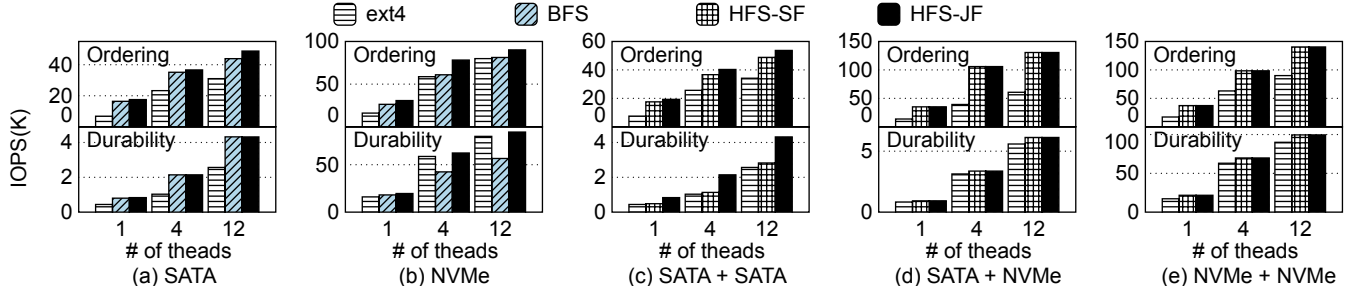 ext4 BFS HFS-SF HFS-JF
IOPS(K)
Ordering
40
20
0
Durability
4
2
0
1 4 12
# of theads
(a) SATA
100
Ordering
50
0
Durability
50
0
1 4 12
# of theads
(b) NVMe
60
Ordering
40
20
0
Durability
4
2
0
1 4 12
# of theads
(c) SATA + SATA
150
Ordering
100
50
0
Durability
5
0
1 4 12
# of theads
(d) SATA + NVMe
150
Ordering
100
50
0
Durability
100
50
0
1 4 12
# of theads
(e) NVMe + NVMe